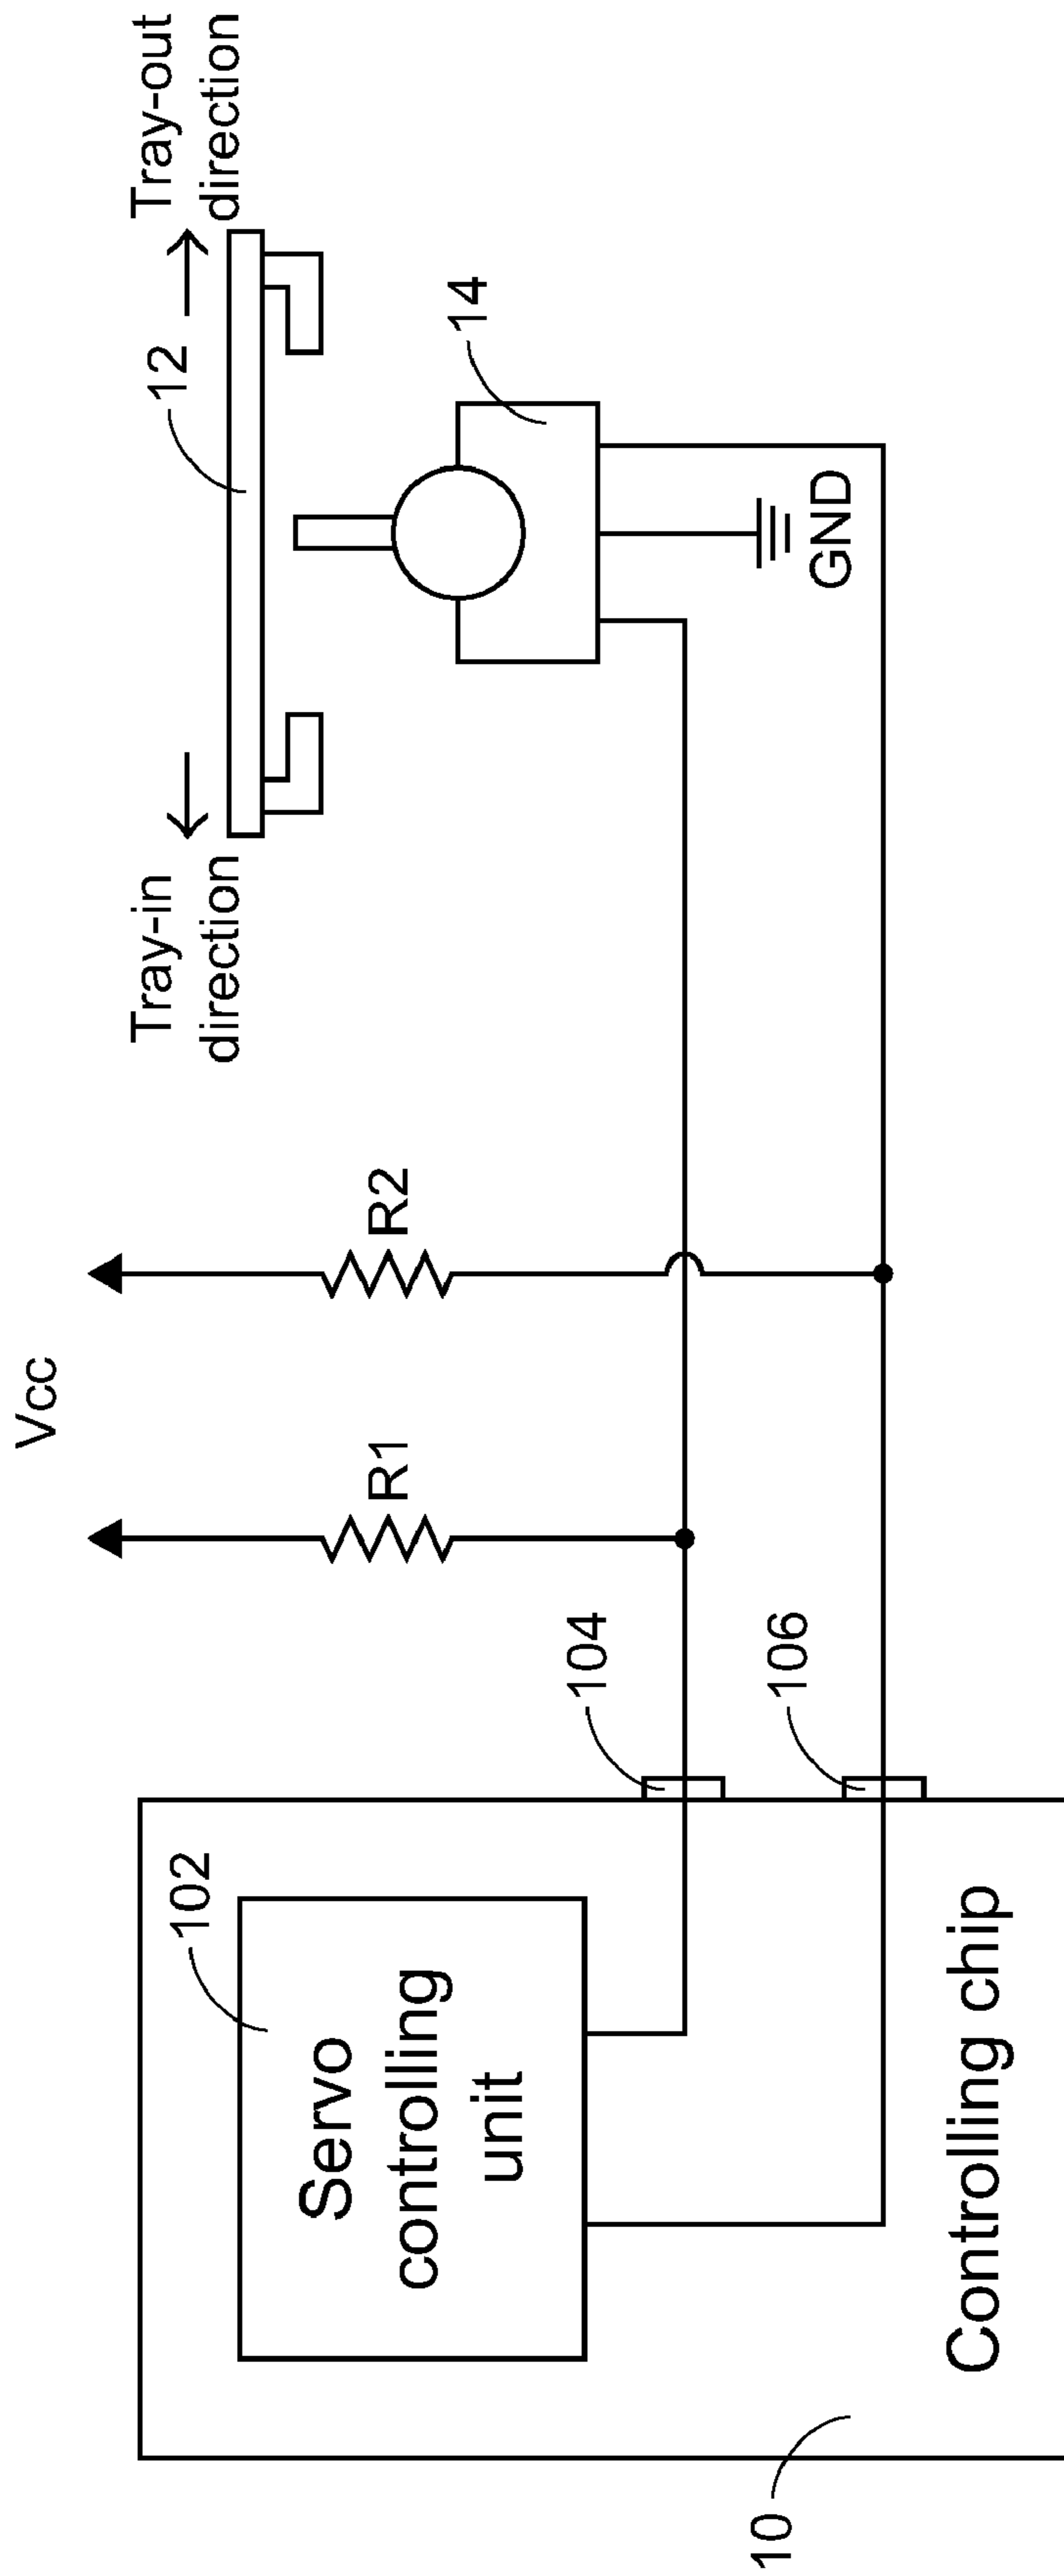 Vcc
Tray-in
direction
Tray-out
direction
12
R1
R2
14
GND
102
Servo
controlling
unit
104
106
Controlling chip
10